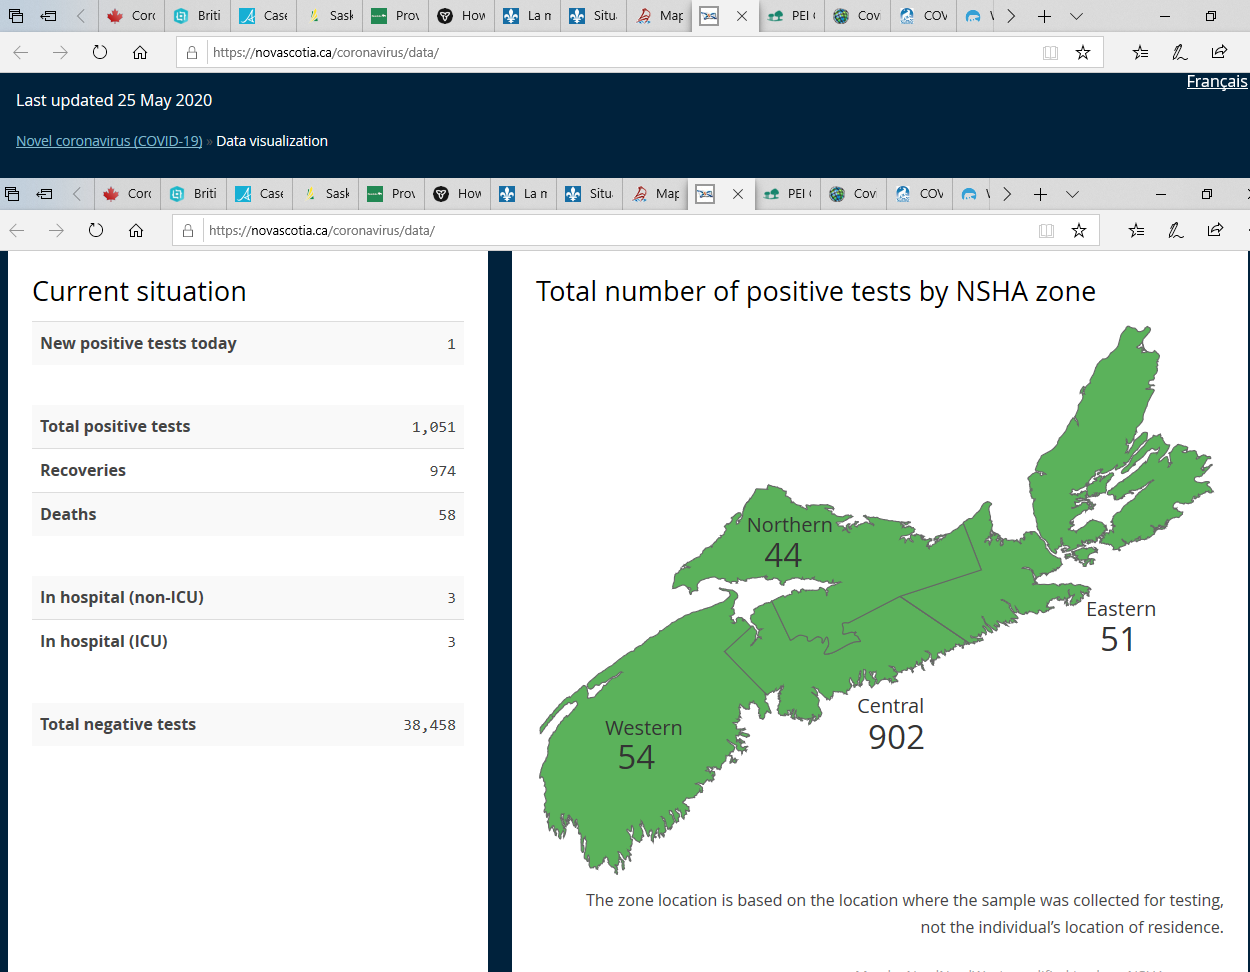 Corc
Briti
Case
Sask
Prov
How
La m
Situ
Map
PEI
Cov
COV
https://novascotia.ca/coronavirus/data/
Français
Last updated 25 May 2020
Novel coronavirus (COVID-19) » Data visualization
Corc
Briti
Case
Sask
Prov
How
La m
Situ
Map
PEI
Cov
COV
https://novascotia.ca/coronavirus/data/
Current situation
New positive tests today 1
Total positive tests 1,051
Recoveries 974
Deaths 58
In hospital (non-ICU) 3
In hospital (ICU) 3
Total negative tests 38,458
Total number of positive tests by NSHA zone
Northern
44
Eastern
51
Central
902
Western
54
The zone location is based on the location where the sample was collected for testing,
not the individual’s location of residence.